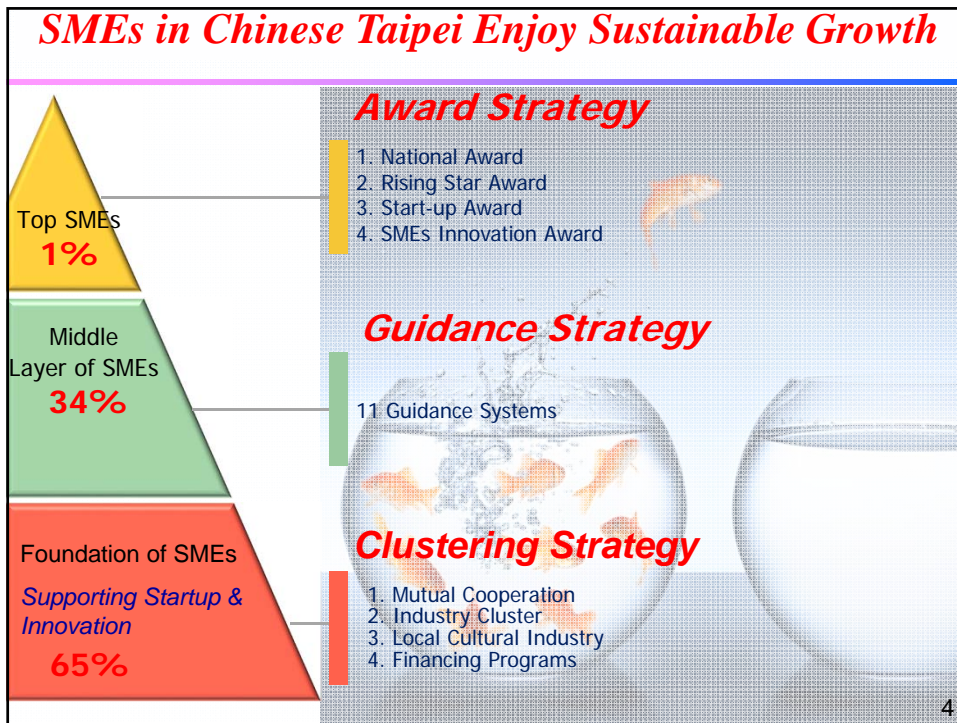 SMEs in Chinese Taipei Enjoy Sustainable Growth
Top SMEs
1%
Award Strategy
1. National Award
2. Rising Star Award
3. Start-up Award
4. SMEs Innovation Award
Middle
Layer of SMEs
34%
Guidance Strategy
11 Guidance Systems
Foundation of SMEs
Supporting Startup &
Innovation
65%
Clustering Strategy
1. Mutual Cooperation
2. Industry Cluster
3. Local Cultural Industry
4. Financing Programs
4